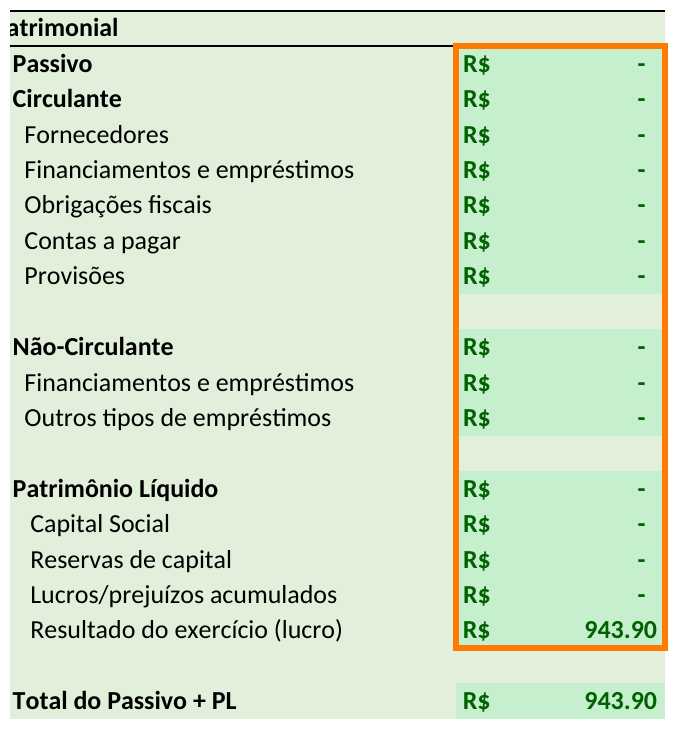 atrimonial
Passivo R$ -
Circulante R$ -
Fornecedores R$ -
Financiamentos e empréstimos R$ -
Obrigações fiscais R$ -
Contas a pagar R$ -
Provisões R$ -
Não-Circulante R$ -
Financiamentos e empréstimos R$ -
Outros tipos de empréstimos R$ -
Patrimônio Líquido R$ -
Capital Social R$ -
Reservas de capital R$ -
Lucros/prejuízos acumulados R$ -
Resultado do exercício (lucro) R$ 943.90
Total do Passivo + PL R$ 943.90